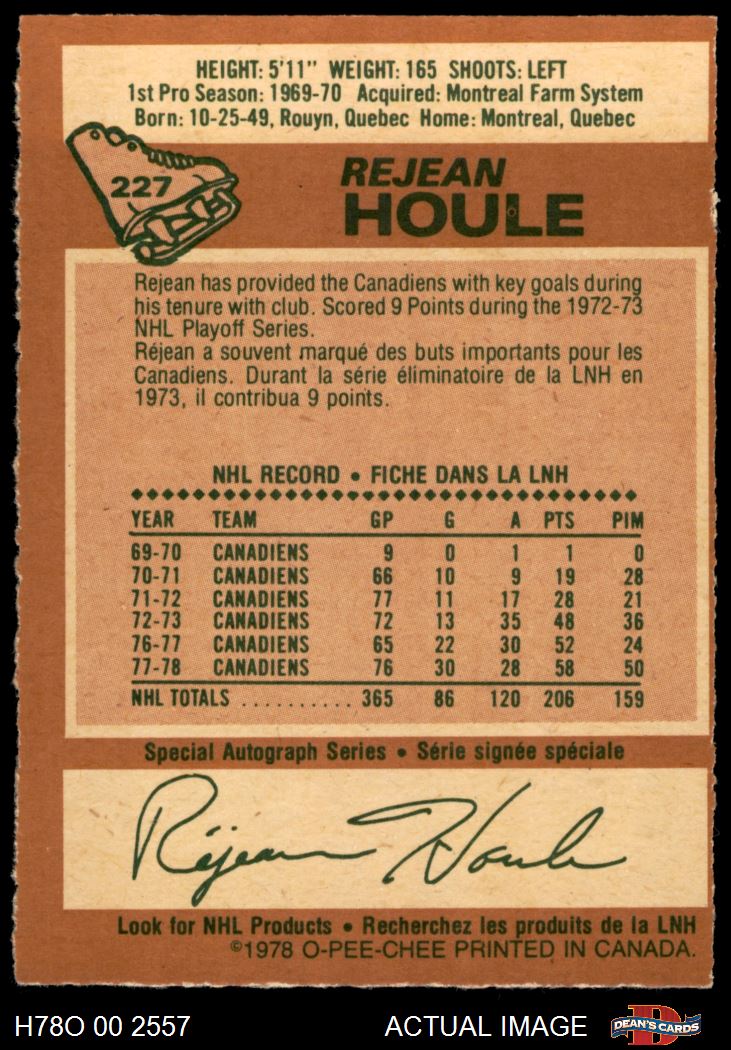 HEIGHT: 5'11" WEIGHT: 165 SHOOTS: LEFT
1st Pro Season: 1969-70 Acquired: Montreal Farm System
Born: 10-25-49, Rouyn, Quebec Home: Montreal, Quebec
227
REJEAN
HOULE
Rejean has provided the Canadiens with key goals during
his tenure with club. Scored 9 Points during the 1972-73
NHL Playoff Series.
Réjean a souvent marqué des buts importants pour les
Canadiens. Durant la série éliminatoire de la LNH en
1973, il contribua 9 points.
NHL RECORD • FICHE DANS LA LNH
YEAR TEAM GP G A PTS PIM
69-70 CANADIENS 9 0 1 1 0
70-71 CANADIENS 66 10 9 19 28
71-72 CANADIENS 77 11 17 28 21
72-73 CANADIENS 72 13 35 48 36
76-77 CANADIENS 65 22 30 52 24
77-78 CANADIENS 76 30 28 58 50
NHL TOTALS .......... 365 86 120 206 159
Special Autograph Series • Série signée spéciale
Réjean Houle
Look for NHL Products • Recherchez les produits de la LNH
©1978 O-PEE-CHEE PRINTED IN CANADA.
H78O 00 2557 ACTUAL IMAGE D DEAN'S CARDS